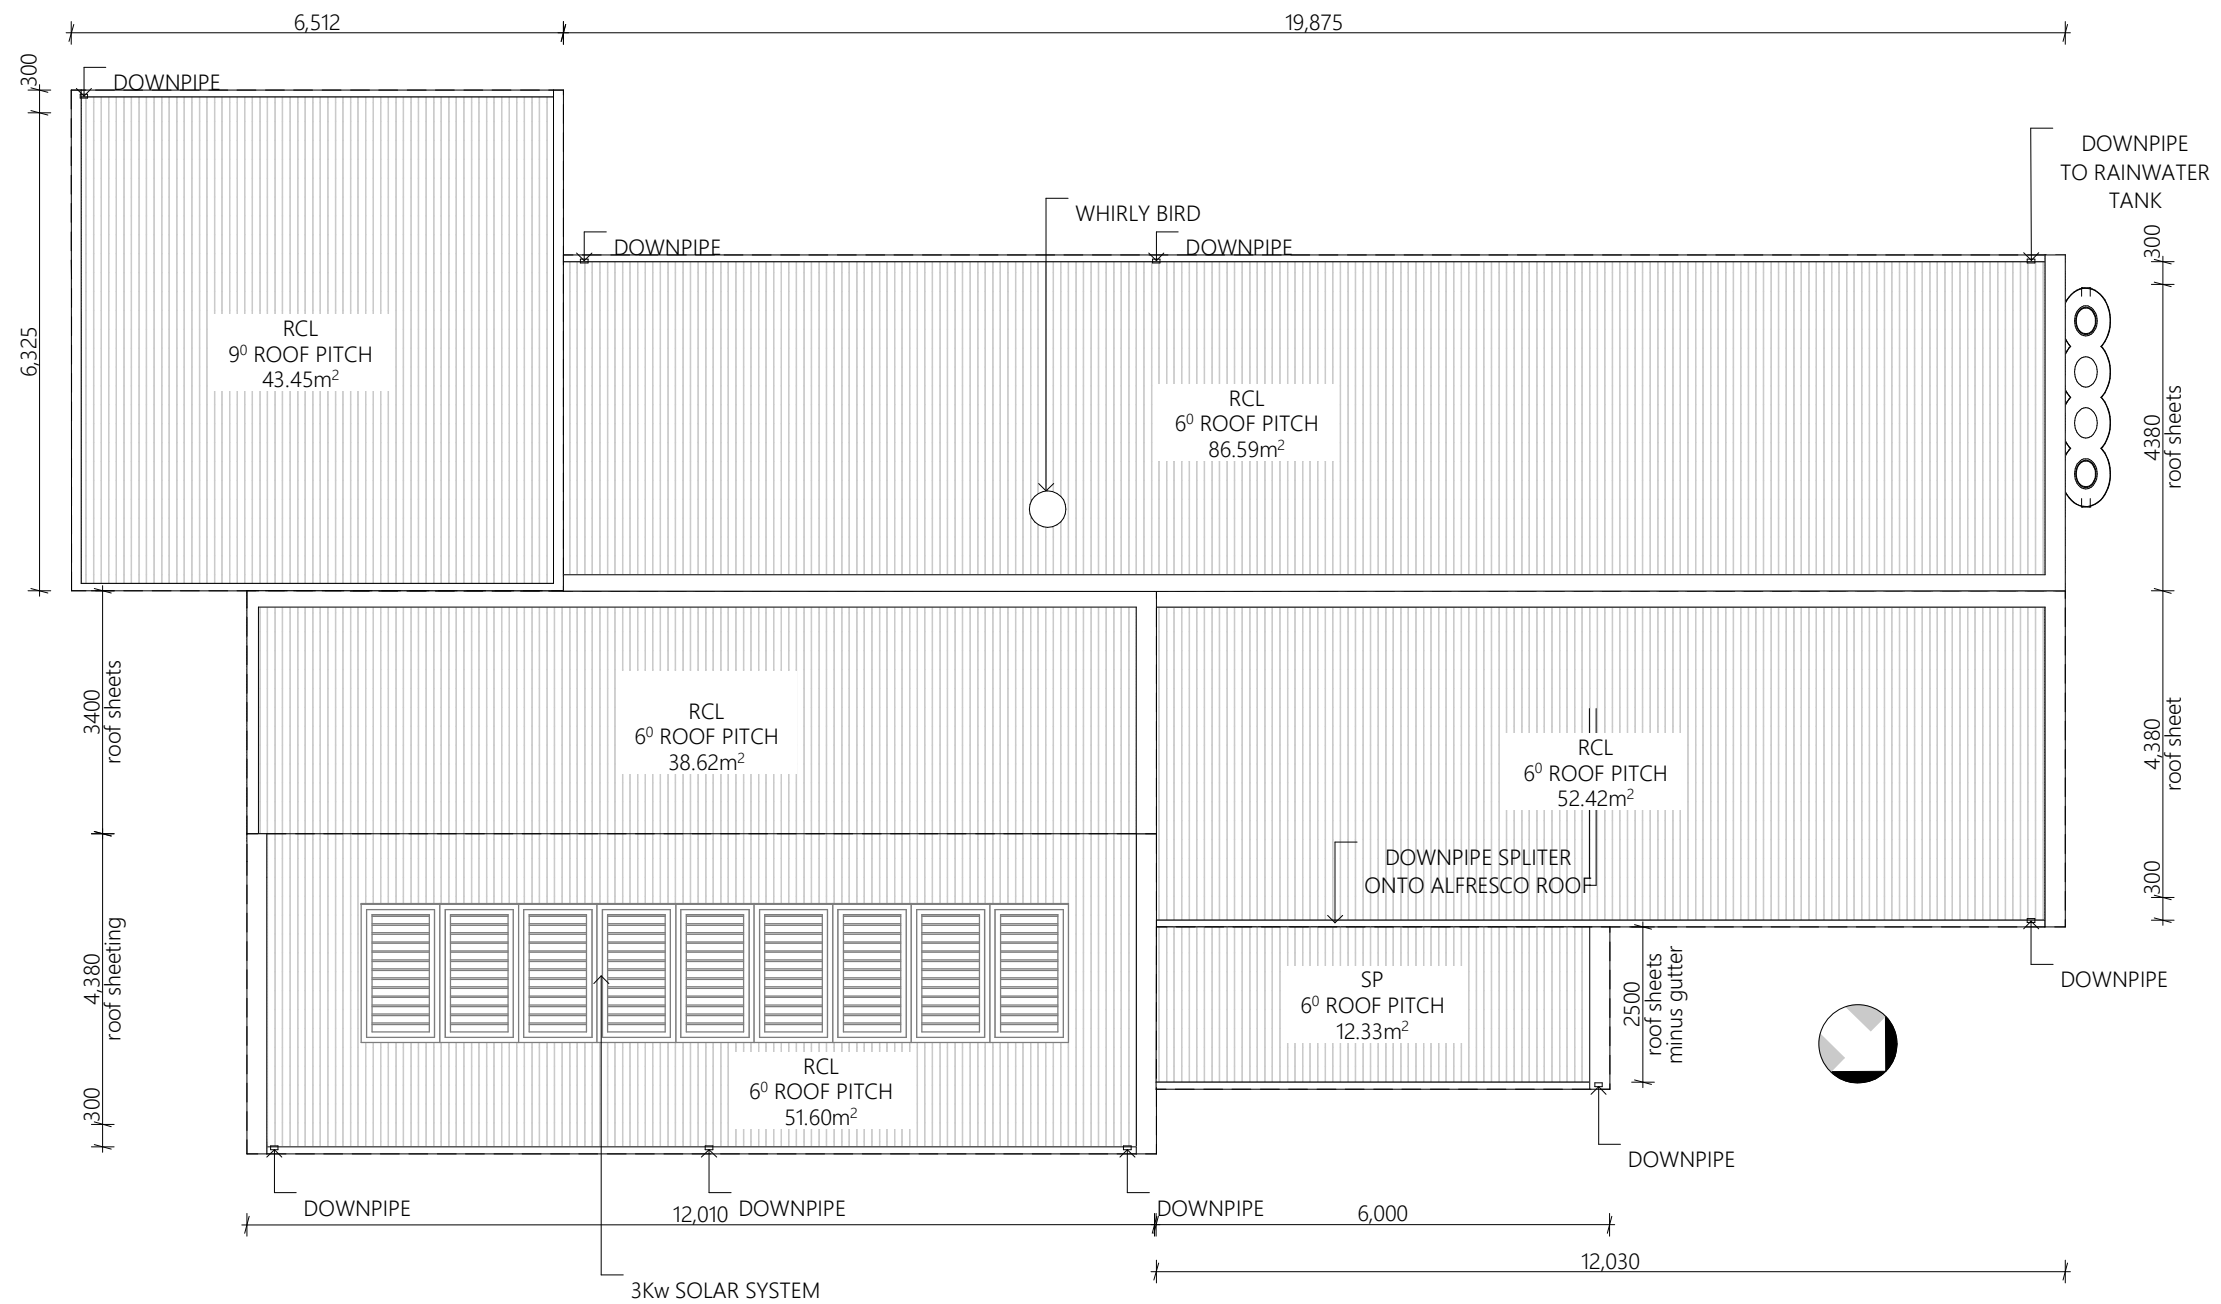 6,512
19,875
300
DOWNPIPE
DOWNPIPE
TO RAINWATER
TANK
WHIRLY BIRD
DOWNPIPE
DOWNPIPE
300
RCL
9⁰ ROOF PITCH
43.45m²
6,325
RCL
6⁰ ROOF PITCH
86.59m²
4380
roof sheets
3400
roof sheets
RCL
6⁰ ROOF PITCH
38.62m²
RCL
6⁰ ROOF PITCH
52.42m²
4,380
roof sheet
DOWNPIPE SPLITER
ONTO ALFRESCO ROOF
300
4,380
roof sheeting
SP
6⁰ ROOF PITCH
12.33m²
2500
roof sheets
minus gutter
DOWNPIPE
RCL
6⁰ ROOF PITCH
51.60m²
300
DOWNPIPE
DOWNPIPE
12,010
DOWNPIPE
DOWNPIPE
6,000
12,030
3Kw SOLAR SYSTEM